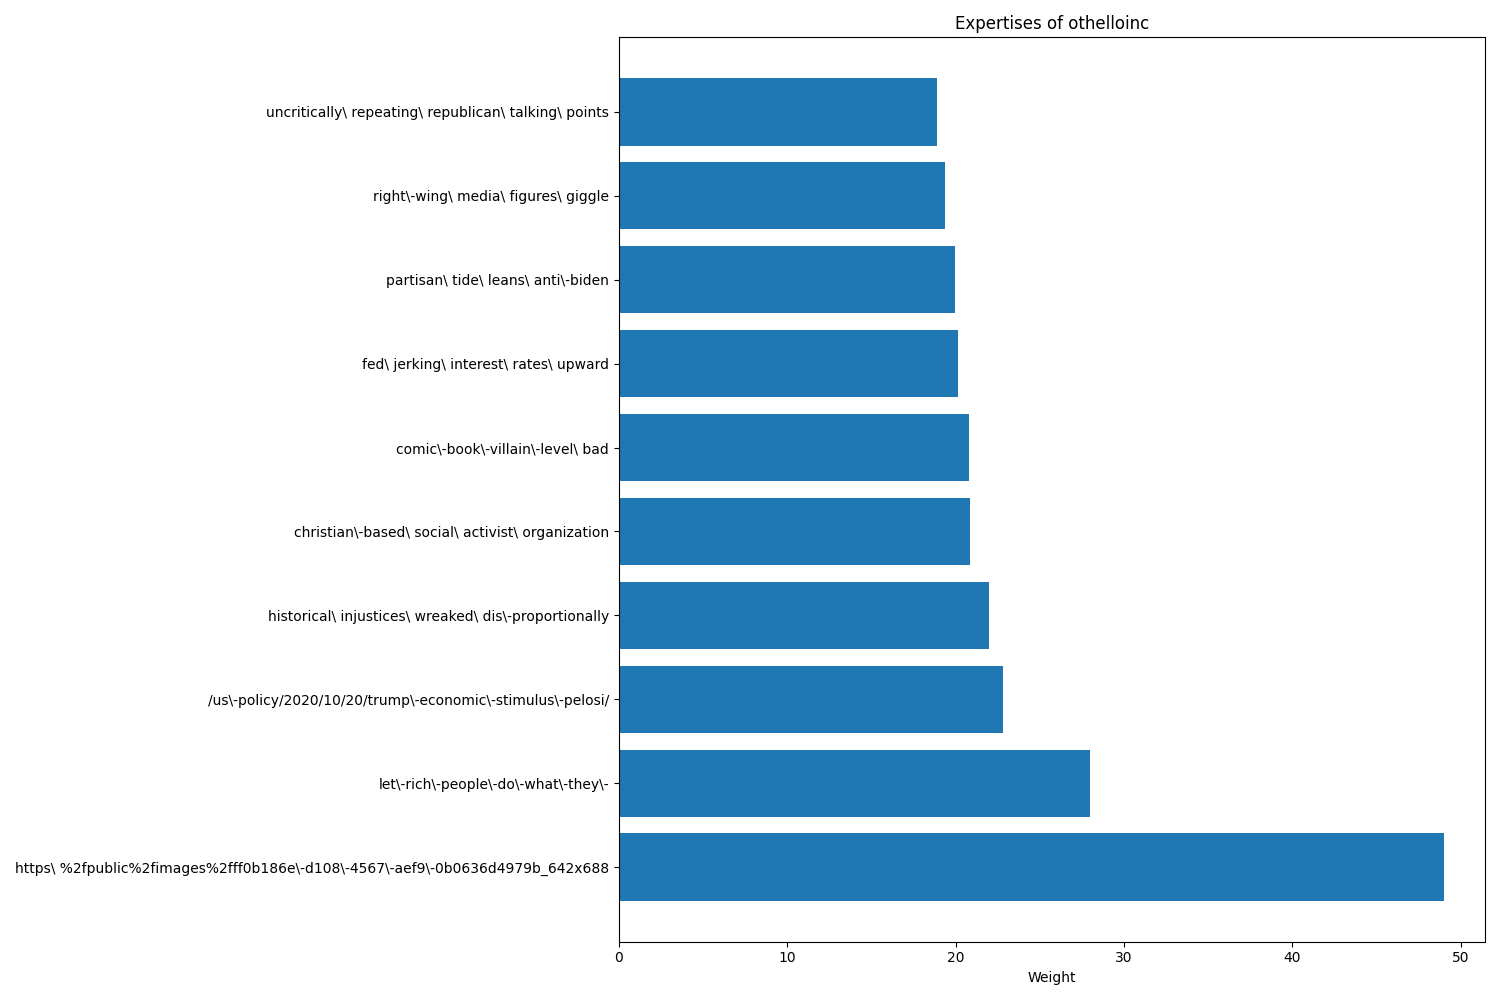 Expertises of othelloinc
uncritically\ repeating\ republican\ talking\ points
right\-wing\ media\ figures\ giggle
partisan\ tide\ leans\ anti\-biden
fed\ jerking\ interest\ rates\ upward
comic\-book\-villain\-level\ bad
christian\-based\ social\ activist\ organization
historical\ injustices\ wreaked\ dis\-proportionally
/us\-policy/2020/10/20/trump\-economic\-stimulus\-pelosi/
let\-rich\-people\-do\-what\-they\-
https\ %2fpublic%2fimages%2fff0b186e\-d108\-4567\-aef9\-0b0636d4979b_642x688
0 10 20 30 40 50
Weight